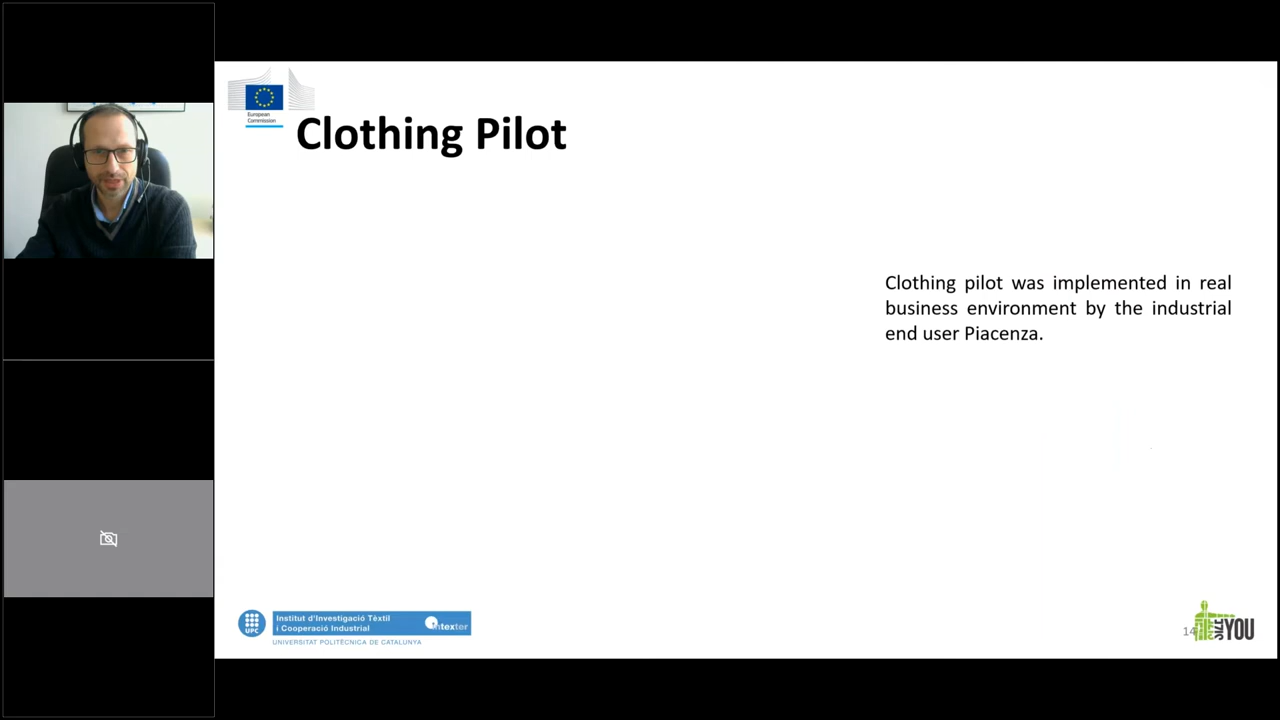 European
Commission
Clothing Pilot
Clothing pilot was implemented in real
business environment by the industrial
end user Piacenza.
UPC
Institut d'Investigació Tèxtil
i Cooperació Industrial
intexter
UNIVERSITAT POLITÈCNICA DE CATALUNYA
14
YOU